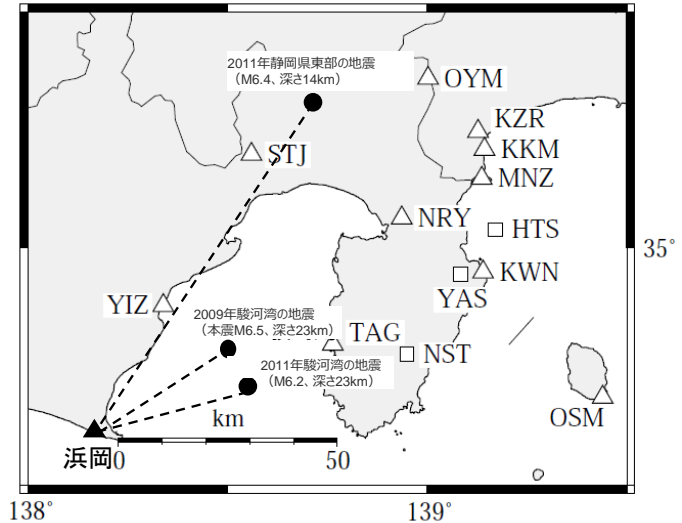 2011年静岡県東部の地震
（M6.4、深さ14km）
OYM
KZR
KKM
STJ
MNZ
NRY
HTS
35°
KWN
YAS
YIZ
2009年駿河湾の地震
（本震M6.5、深さ23km）
TAG
NST
2011年駿河湾の地震
（M6.2、深さ23km）
OSM
km
浜岡
0
50
138°
139°